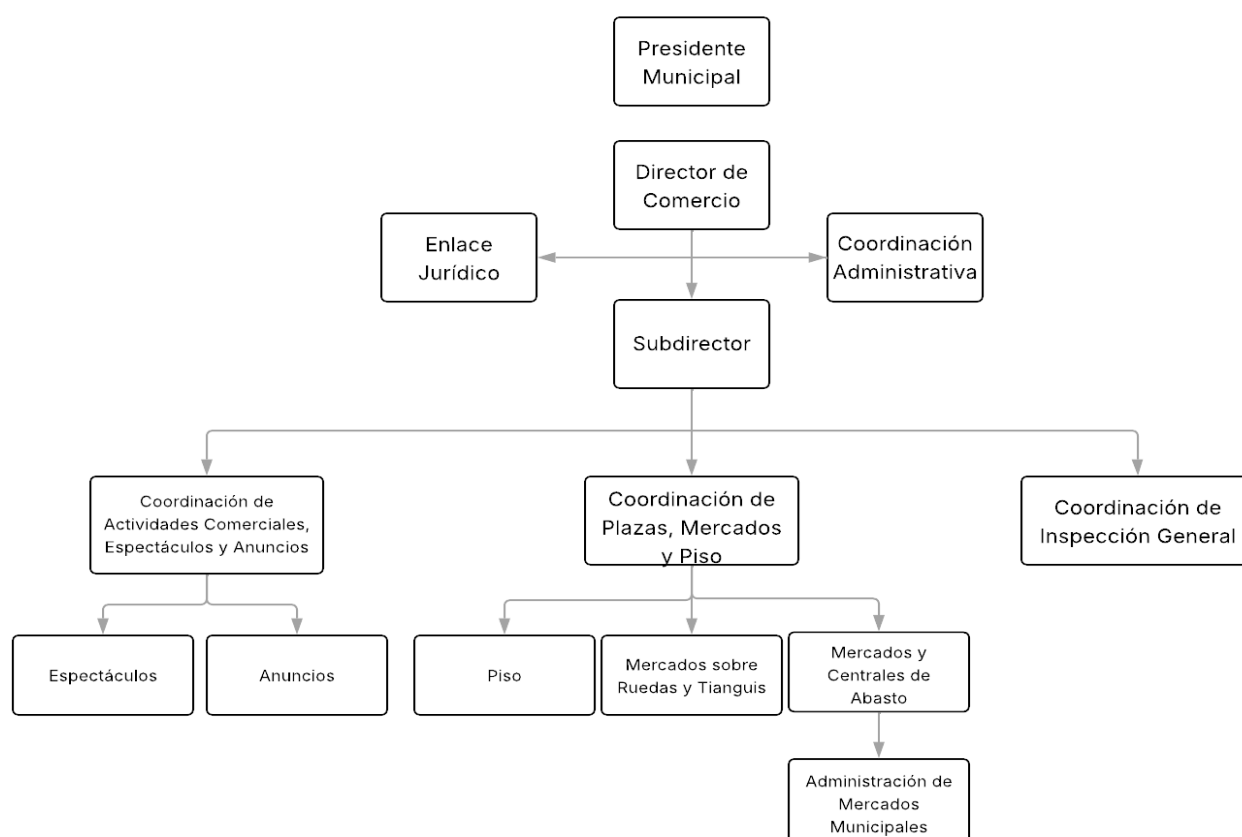 Presidente
Municipal
Director de
Comercio
Enlace
Jurídico
Coordinación
Administrativa
Subdirector
Coordinación de
Actividades Comerciales,
Espectáculos y Anuncios
Coordinación de
Plazas, Mercados
y Piso
Coordinación de
Inspección General
Espectáculos
Anuncios
Piso
Mercados sobre
Ruedas y Tianguis
Mercados y
Centrales de
Abasto
Administración de
Mercados
Municipales